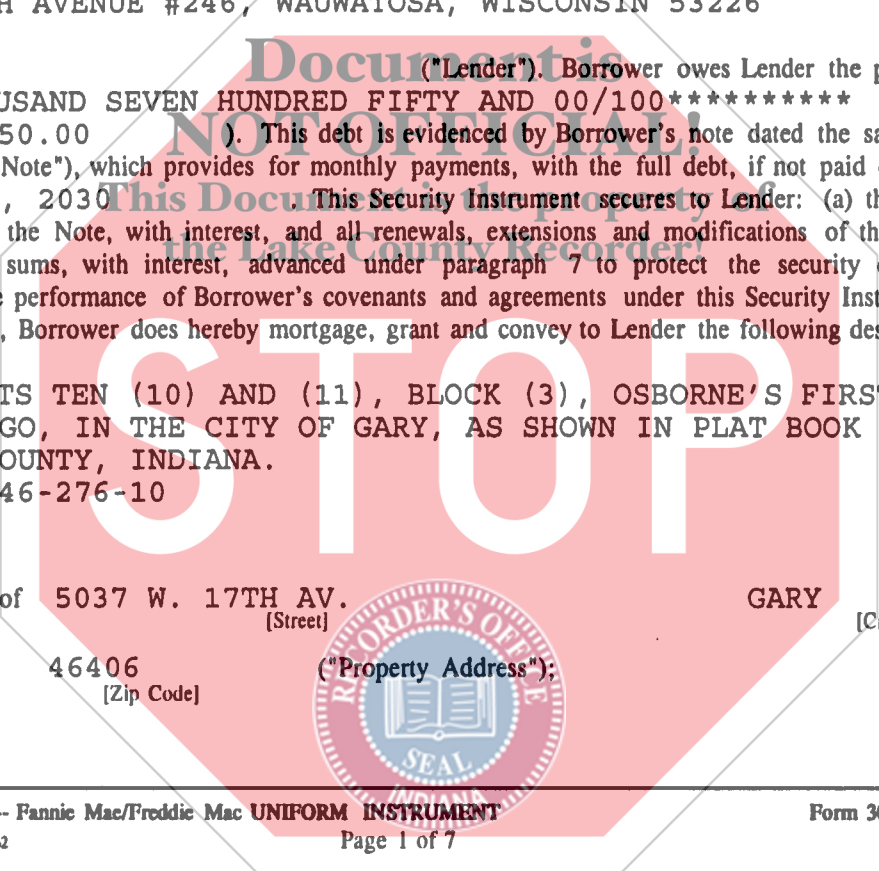 H AVENUE #246, WAUWATOSA, WISCONSIN 53226
Document is
("Lender"). Borrower owes Lender the p
USAND SEVEN HUNDRED FIFTY AND 00/100**********
NOT OFFICIAL!
50.00 ). This debt is evidenced by Borrower's note dated the sa
Note"), which provides for monthly payments, with the full debt, if not paid
, 2030 . This Security Instrument secures to Lender: (a) th
This Document is the property of
the Note, with interest, and all renewals, extensions and modifications of th
the Lake County Recorder!
sums, with interest, advanced under paragraph 7 to protect the security
e performance of Borrower's covenants and agreements under this Security Inst
, Borrower does hereby mortgage, grant and convey to Lender the following des
STOP
TS TEN (10) AND (11), BLOCK (3), OSBORNE'S FIRST
GO, IN THE CITY OF GARY, AS SHOWN IN PLAT BOOK
OUNTY, INDIANA.
46-276-10
of 5037 W. 17TH AV. GARY
[Street] [C
46406 ("Property Address");
[Zip Code]
RECORDER'S OFFICE
SEAL
INDIANA
-- Fannie Mae/Freddie Mac UNIFORM INSTRUMENT Form 30
Page 1 of 7